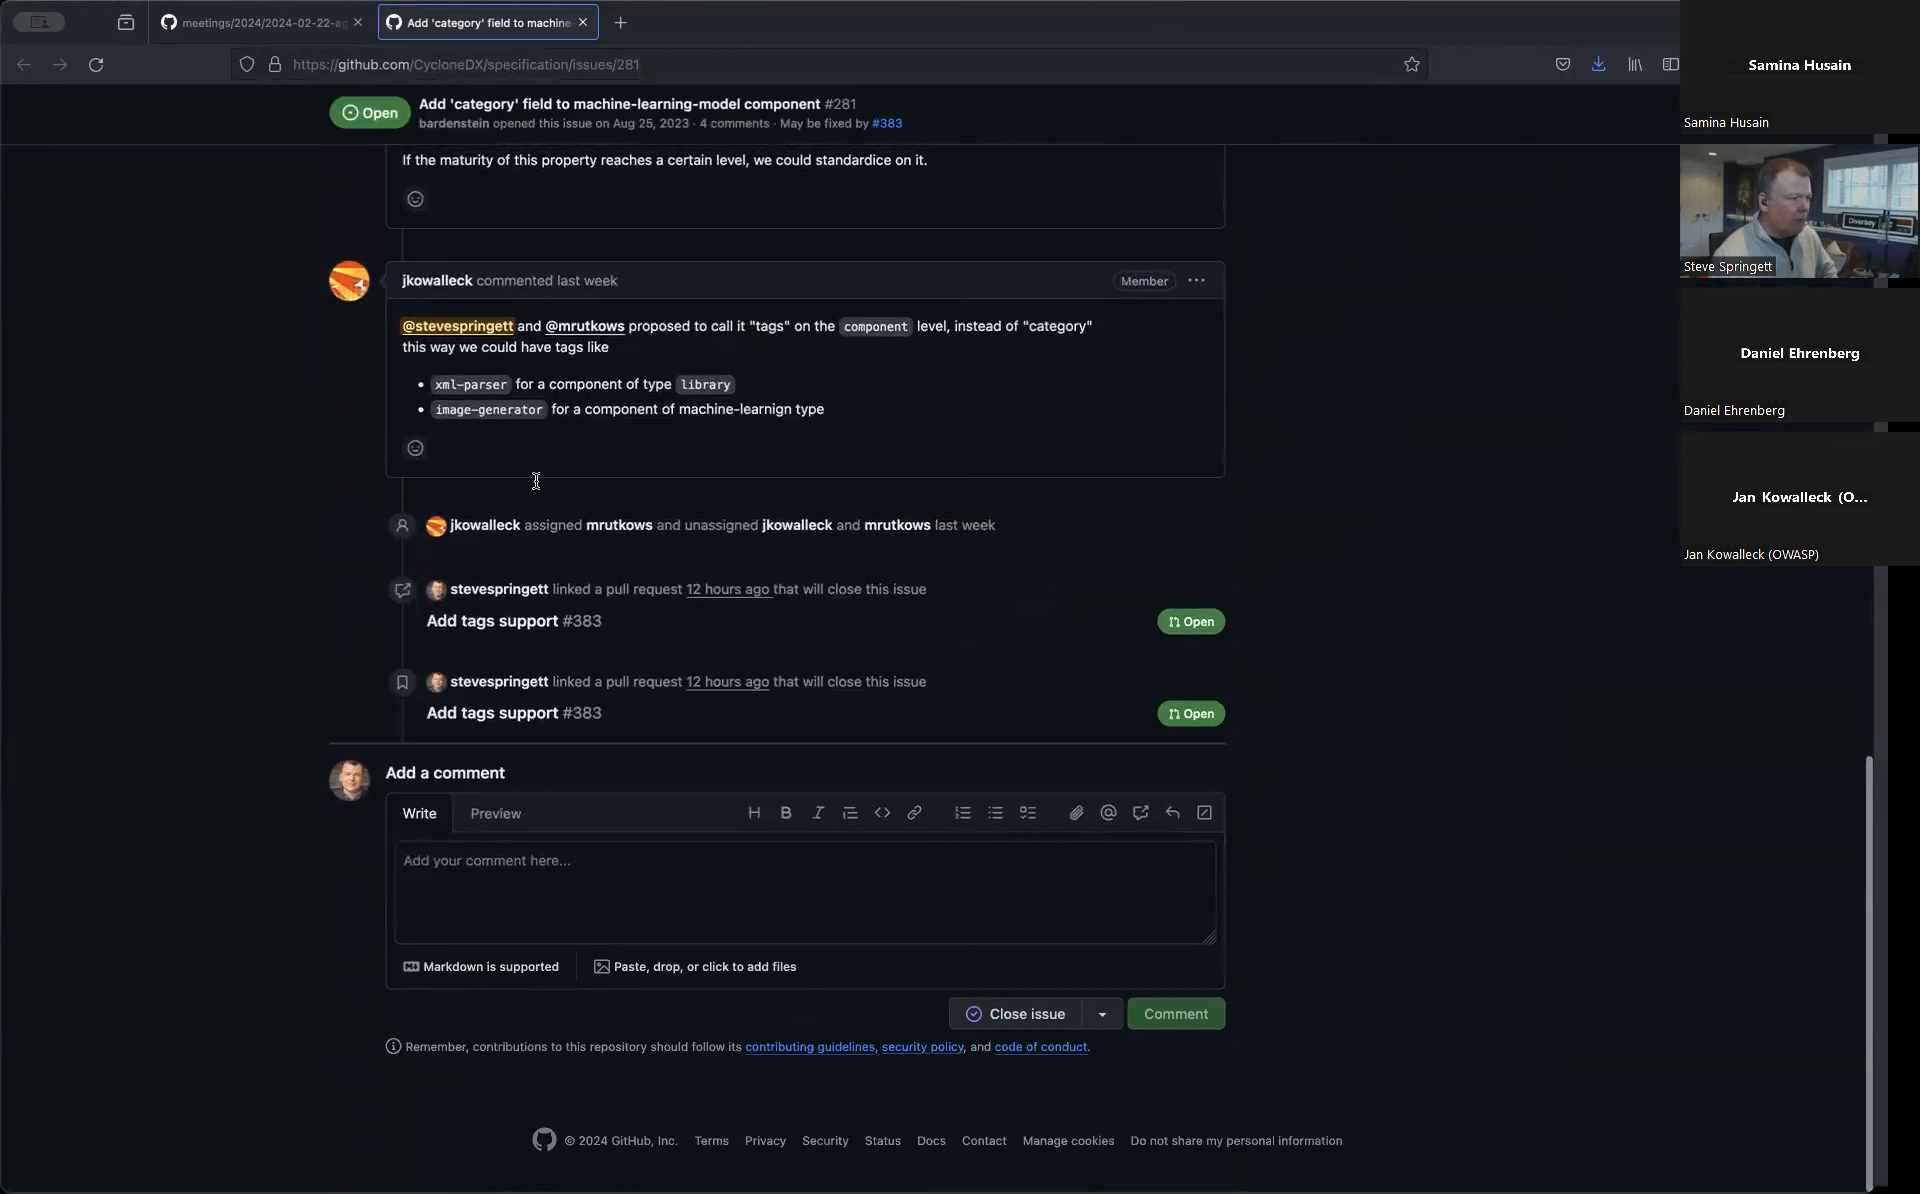 meetings/2024/2024-02-22-ag
Add 'category' field to machine
https://github.com/CycloneDX/specification/issues/281
Open
Add 'category' field to machine-learning-model component #281
bardenstein opened this issue on Aug 25, 2023 · 4 comments · May be fixed by #383
If the maturity of this property reaches a certain level, we could standardice on it.
jkowalleck commented last week
Member
@stevespringett and @mrutkows proposed to call it "tags" on the component level, instead of "category"
this way we could have tags like
• xml-parser for a component of type library
• image-generator for a component of machine-learnign type
jkowalleck assigned mrutkows and unassigned jkowalleck and mrutkows last week
stevespringett linked a pull request 12 hours ago that will close this issue
Add tags support #383
Open
stevespringett linked a pull request 12 hours ago that will close this issue
Add tags support #383
Open
Add a comment
Write
Preview
Add your comment here...
Markdown is supported
Paste, drop, or click to add files
Close issue
Comment
Remember, contributions to this repository should follow its contributing guidelines, security policy, and code of conduct.
© 2024 GitHub, Inc. Terms Privacy Security Status Docs Contact Manage cookies Do not share my personal information
Samina Husain
Samina Husain
Diversey
Steve Springett
Daniel Ehrenberg
Daniel Ehrenberg
Jan Kowalleck (O...
Jan Kowalleck (OWASP)